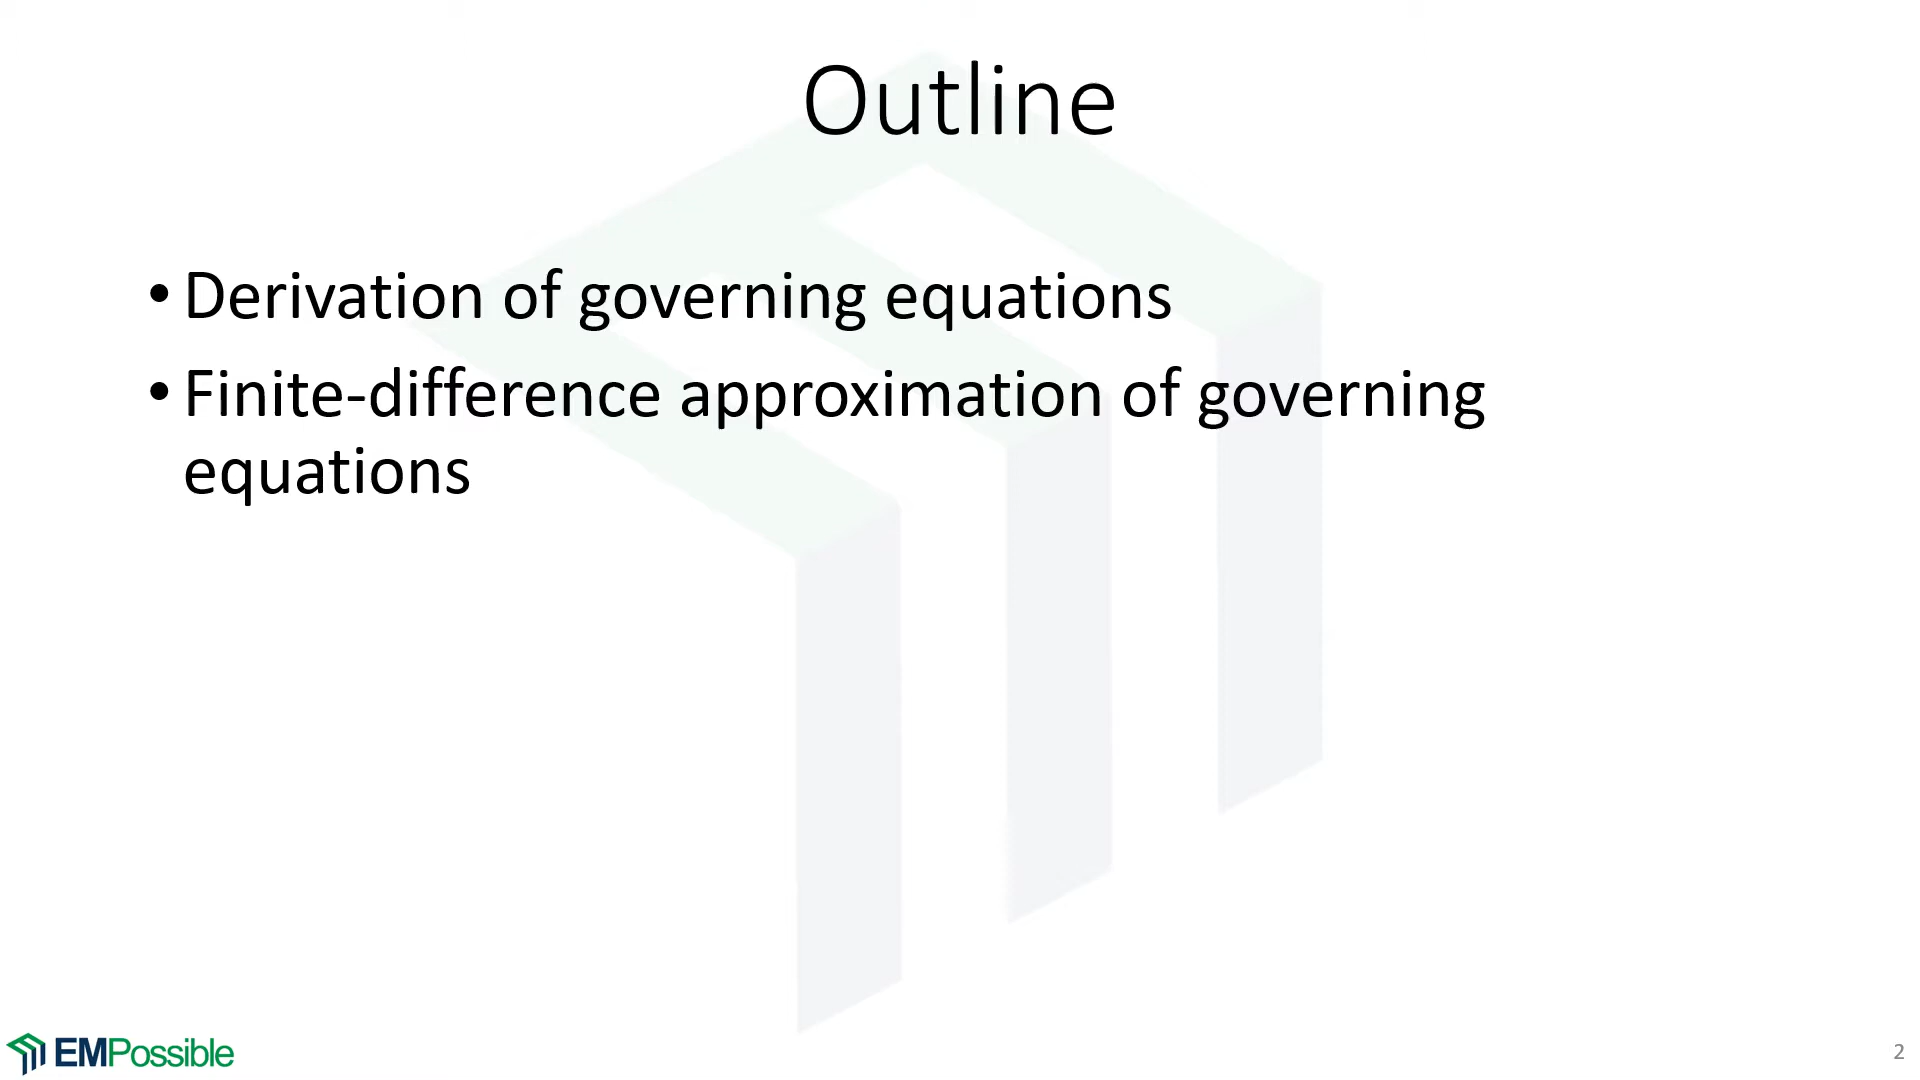 Outline
• Derivation of governing equations
• Finite-difference approximation of governing
equations
EMPossible
2